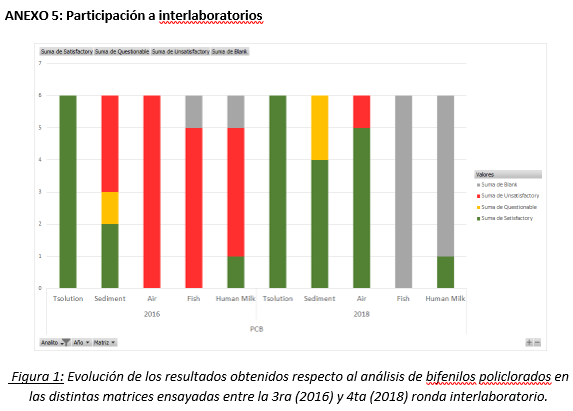 ANEXO 5: Participación a interlaboratorios
Suma de Satisfactory Suma de Questionable Suma de Unsatisfactory Suma de Blank
7
6
5
4
3
2
1
0
Tsolution Sediment Air Fish Human Milk Tsolution Sediment Air Fish Human Milk
2016 2018
PCB
Valores
Suma de Blank
Suma de Unsatisfactory
Suma de Questionable
Suma de Satisfactory
Analito Año Matriz
Figura 1: Evolución de los resultados obtenidos respecto al análisis de bifenilos policlorados en
las distintas matrices ensayadas entre la 3ra (2016) y 4ta (2018) ronda interlaboratorio.